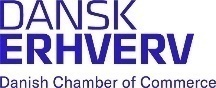 DANSK
ERHVERV
Danish Chamber of Commerce